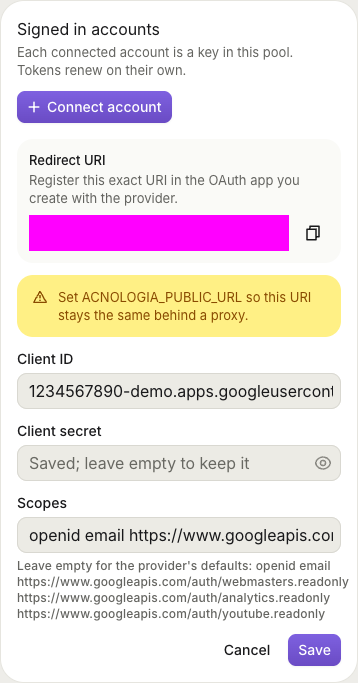 Signed in accounts
Each connected account is a key in this pool.
Tokens renew on their own.
+ Connect account
Redirect URI
Register this exact URI in the OAuth app you
create with the provider.
Set ACNOLOGIA_PUBLIC_URL so this URI
stays the same behind a proxy.
Client ID
1234567890-demo.apps.googleusercont
Client secret
Saved; leave empty to keep it
Scopes
openid email https://www.googleapis.co
Leave empty for the provider's defaults: openid email
https://www.googleapis.com/auth/webmasters.readonly
https://www.googleapis.com/auth/analytics.readonly
https://www.googleapis.com/auth/youtube.readonly
Cancel Save